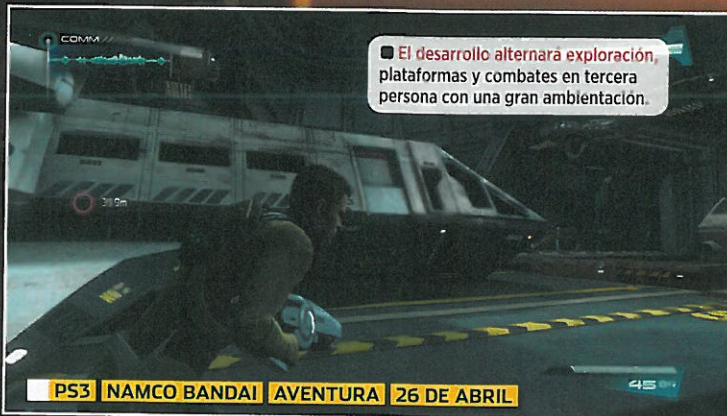 COMM
■ El desarrollo alternará exploración,
plataformas y combates en tercera
persona con una gran ambientación.
45
PS3 NAMCO BANDAI AVENTURA 26 DE ABRIL